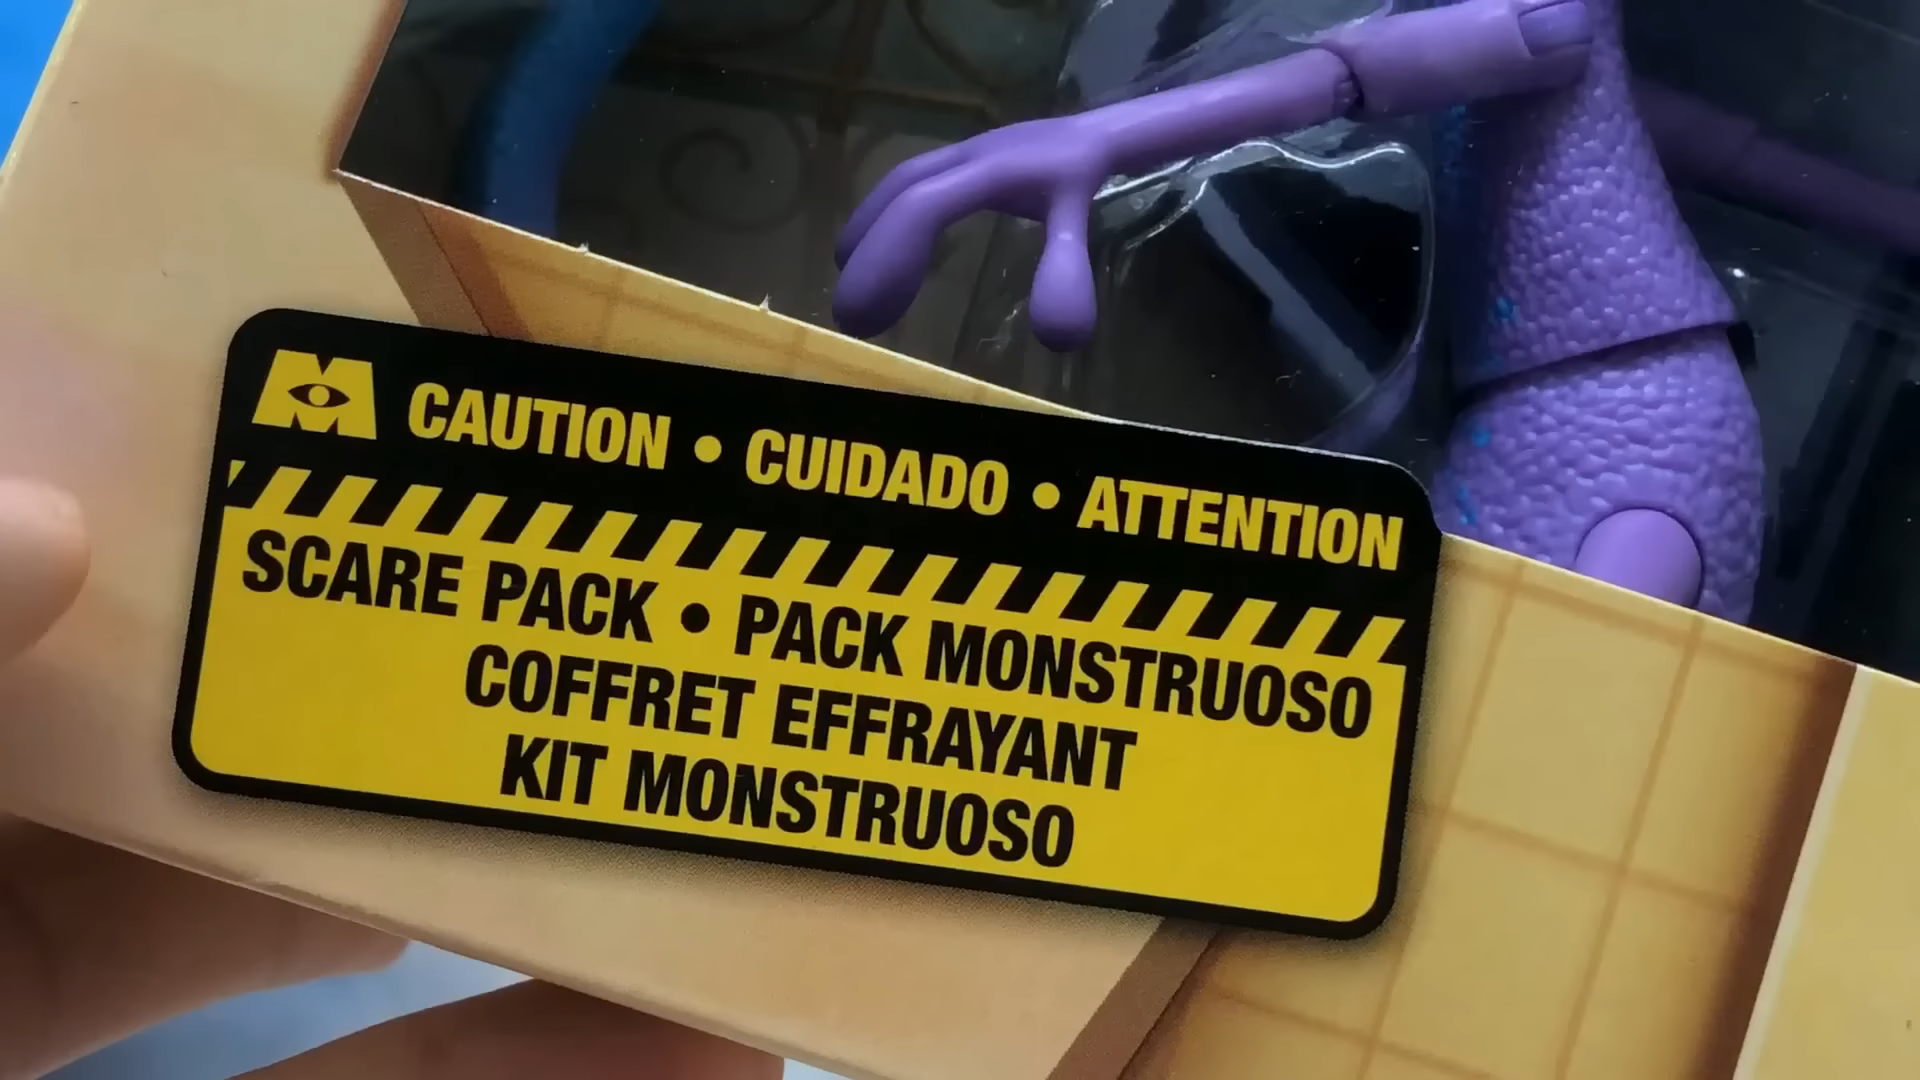 CAUTION • CUIDADO • ATTENTION
SCARE PACK • PACK MONSTRUOSO
COFFRET EFFRAYANT
KIT MONSTRUOSO